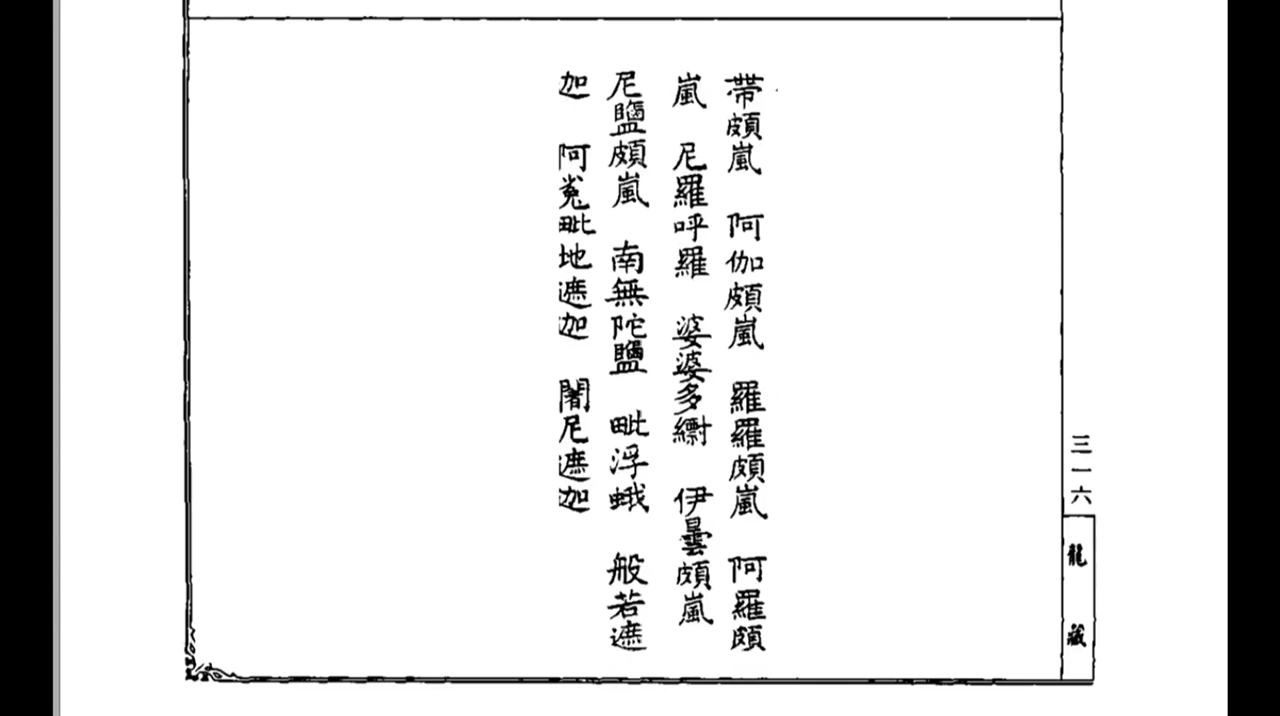 三一六
龍藏
帶頗嵐 阿伽頗嵐 羅羅頗嵐 阿羅頗
嵐 尼羅呼羅 婆婆多𦆯 伊曇頗嵐
尼鹽頗嵐 南無陀鹽 毗浮蛾 般若遮
迦 阿㝹毗地遮迦 闍尼遮迦